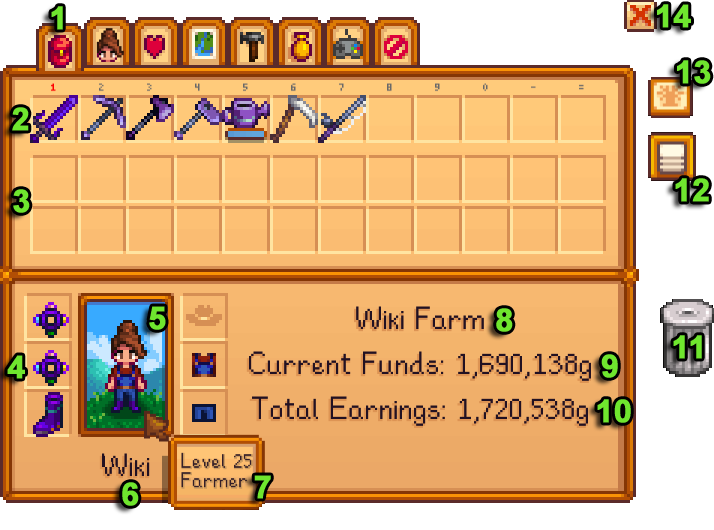 1
14
13
1 2 3 4 5 6 7 8 9 0 - =
2
12
3
5
Wiki Farm 8
11
4
Current Funds: 1,690,138g 9
Total Earnings: 1,720,538g 10
Wiki
6
Level 25
Farmer
7